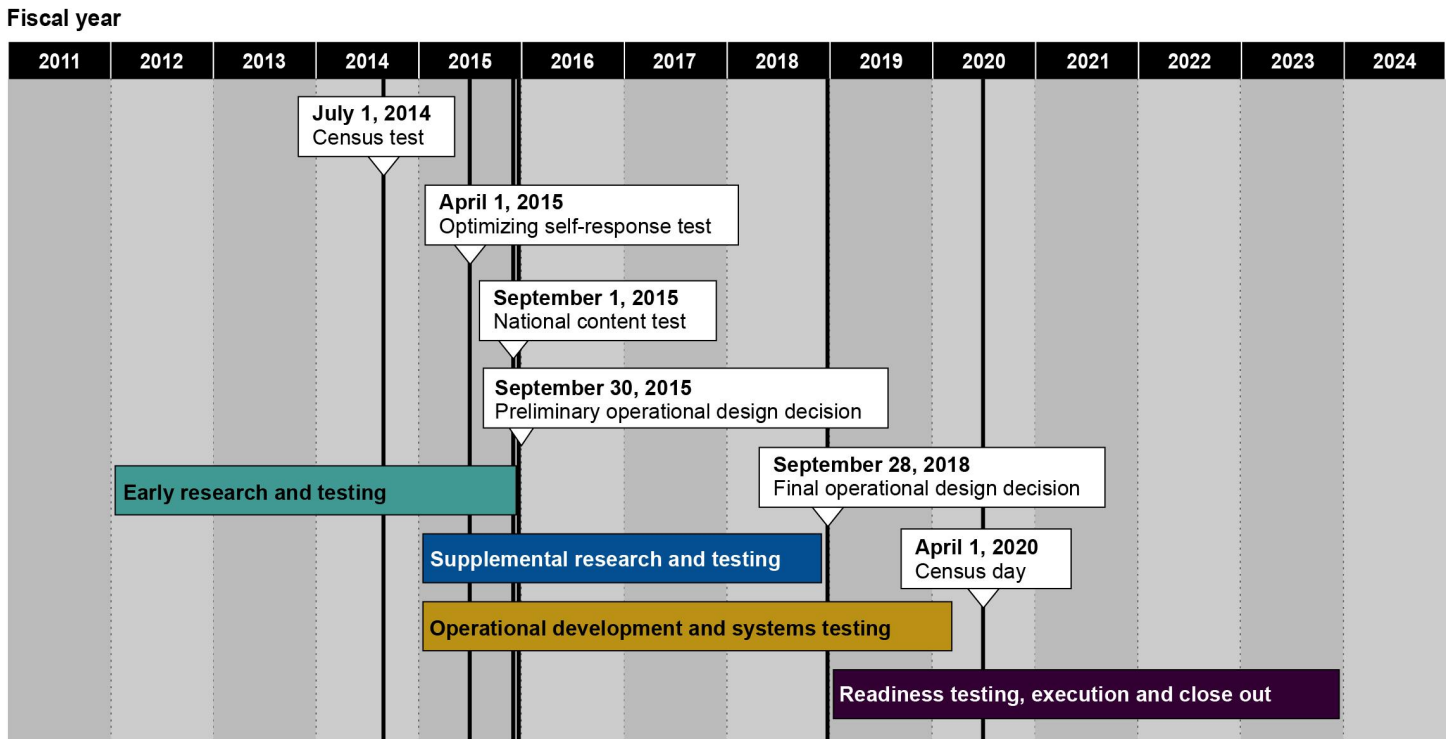 Fiscal year
2011 2012 2013 2014 2015 2016 2017 2018 2019 2020 2021 2022 2023 2024
July 1, 2014
Census test
April 1, 2015
Optimizing self-response test
September 1, 2015
National content test
September 30, 2015
Preliminary operational design decision
September 28, 2018
Final operational design decision
Early research and testing
April 1, 2020
Census day
Supplemental research and testing
Operational development and systems testing
Readiness testing, execution and close out